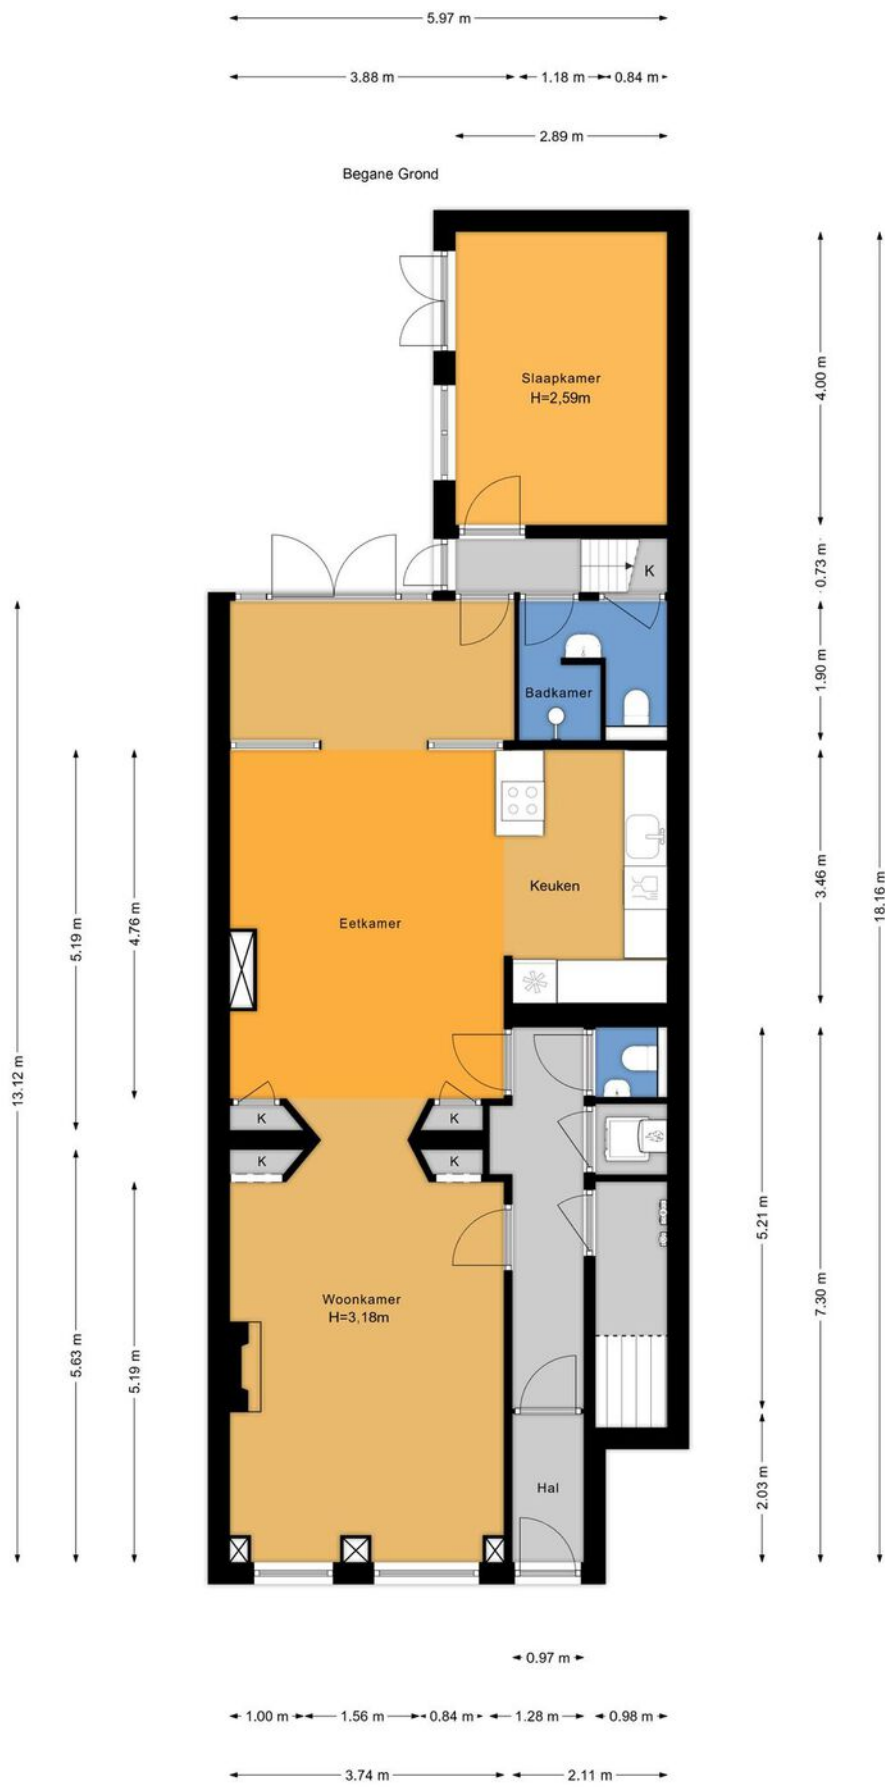 5.97 m
3.88 m
1.18 m
0.84 m
2.89 m
Begane Grond
Slaapkamer
H=2,59m
4.00 m
K
0.73 m
Badkamer
1.90 m
Keuken
3.46 m
18.16 m
Eetkamer
5.19 m
4.76 m
13.12 m
K
K
K
K
Woonkamer
H=3,18m
5.21 m
7.30 m
5.63 m
5.19 m
Hal
2.03 m
0.97 m
1.00 m
1.56 m
0.84 m
1.28 m
0.98 m
3.74 m
2.11 m